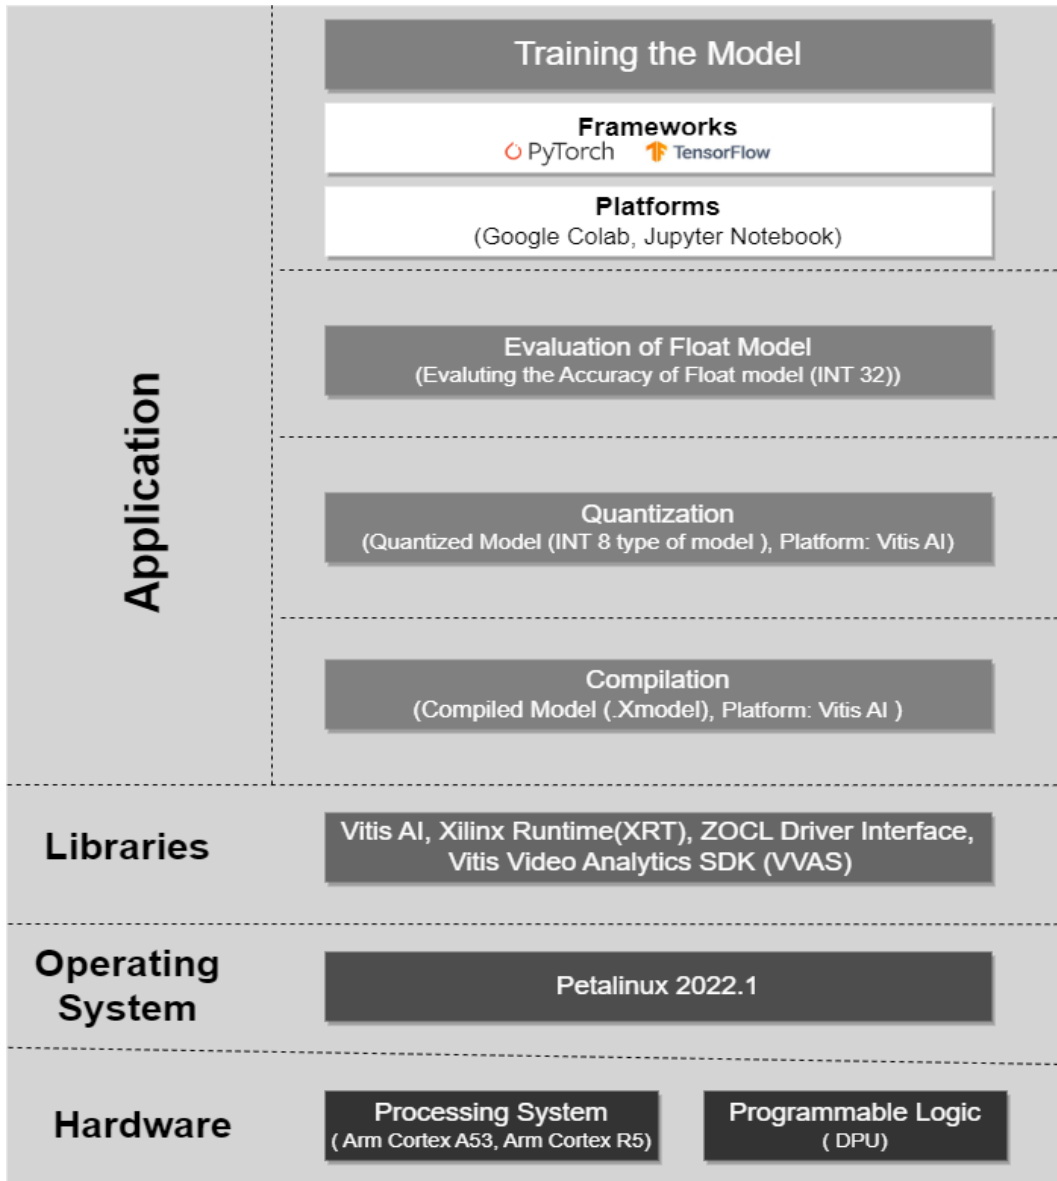 Training the Model
Frameworks
PyTorch TensorFlow
Platforms
(Google Colab, Jupyter Notebook)
Application
Evaluation of Float Model
(Evaluting the Accuracy of Float model (INT 32))
Quantization
(Quantized Model (INT 8 type of model ), Platform: Vitis AI)
Compilation
(Compiled Model (.Xmodel), Platform: Vitis AI )
Libraries
Vitis AI, Xilinx Runtime(XRT), ZOCL Driver Interface,
Vitis Video Analytics SDK (VVAS)
Operating
System
Petalinux 2022.1
Hardware
Processing System
( Arm Cortex A53, Arm Cortex R5)
Programmable Logic
( DPU)